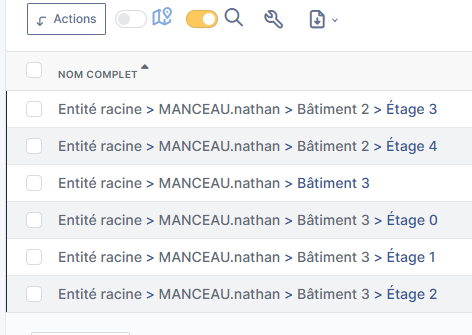 Actions
NOM COMPLET
Entité racine > MANCEAU.nathan > Bâtiment 2 > Étage 3
Entité racine > MANCEAU.nathan > Bâtiment 2 > Étage 4
Entité racine > MANCEAU.nathan > Bâtiment 3
Entité racine > MANCEAU.nathan > Bâtiment 3 > Étage 0
Entité racine > MANCEAU.nathan > Bâtiment 3 > Étage 1
Entité racine > MANCEAU.nathan > Bâtiment 3 > Étage 2